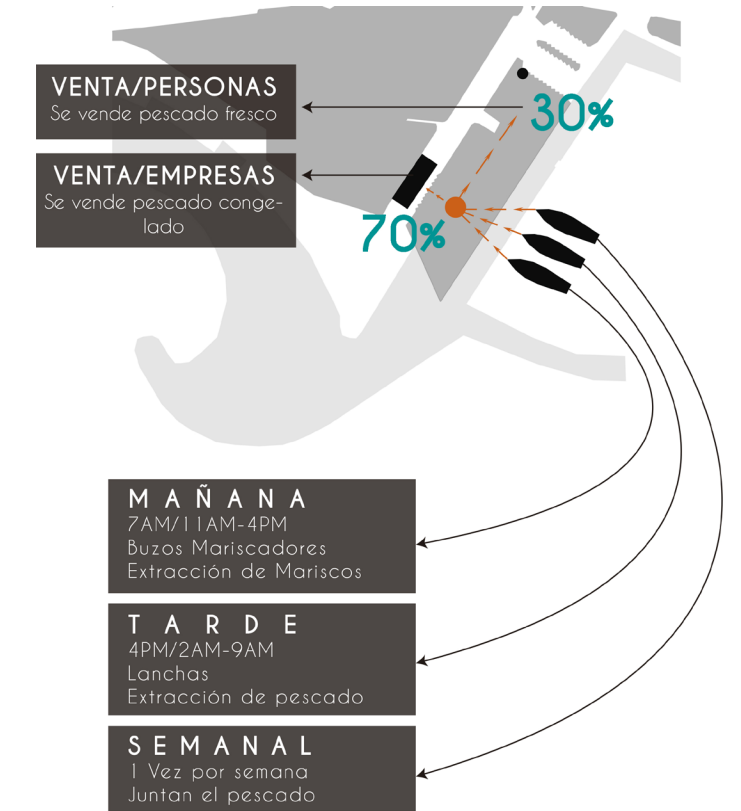 VENTA/PERSONAS
Se vende pescado fresco
30%
VENTA/EMPRESAS
Se vende pescado conge-
lado
70%
MAÑANA
7AM/11AM-4PM
Buzos Mariscadores
Extracción de Mariscos
TARDE
4PM/2AM-9AM
Lanchas
Extracción de pescado
SEMANAL
1 Vez por semana
Juntan el pescado